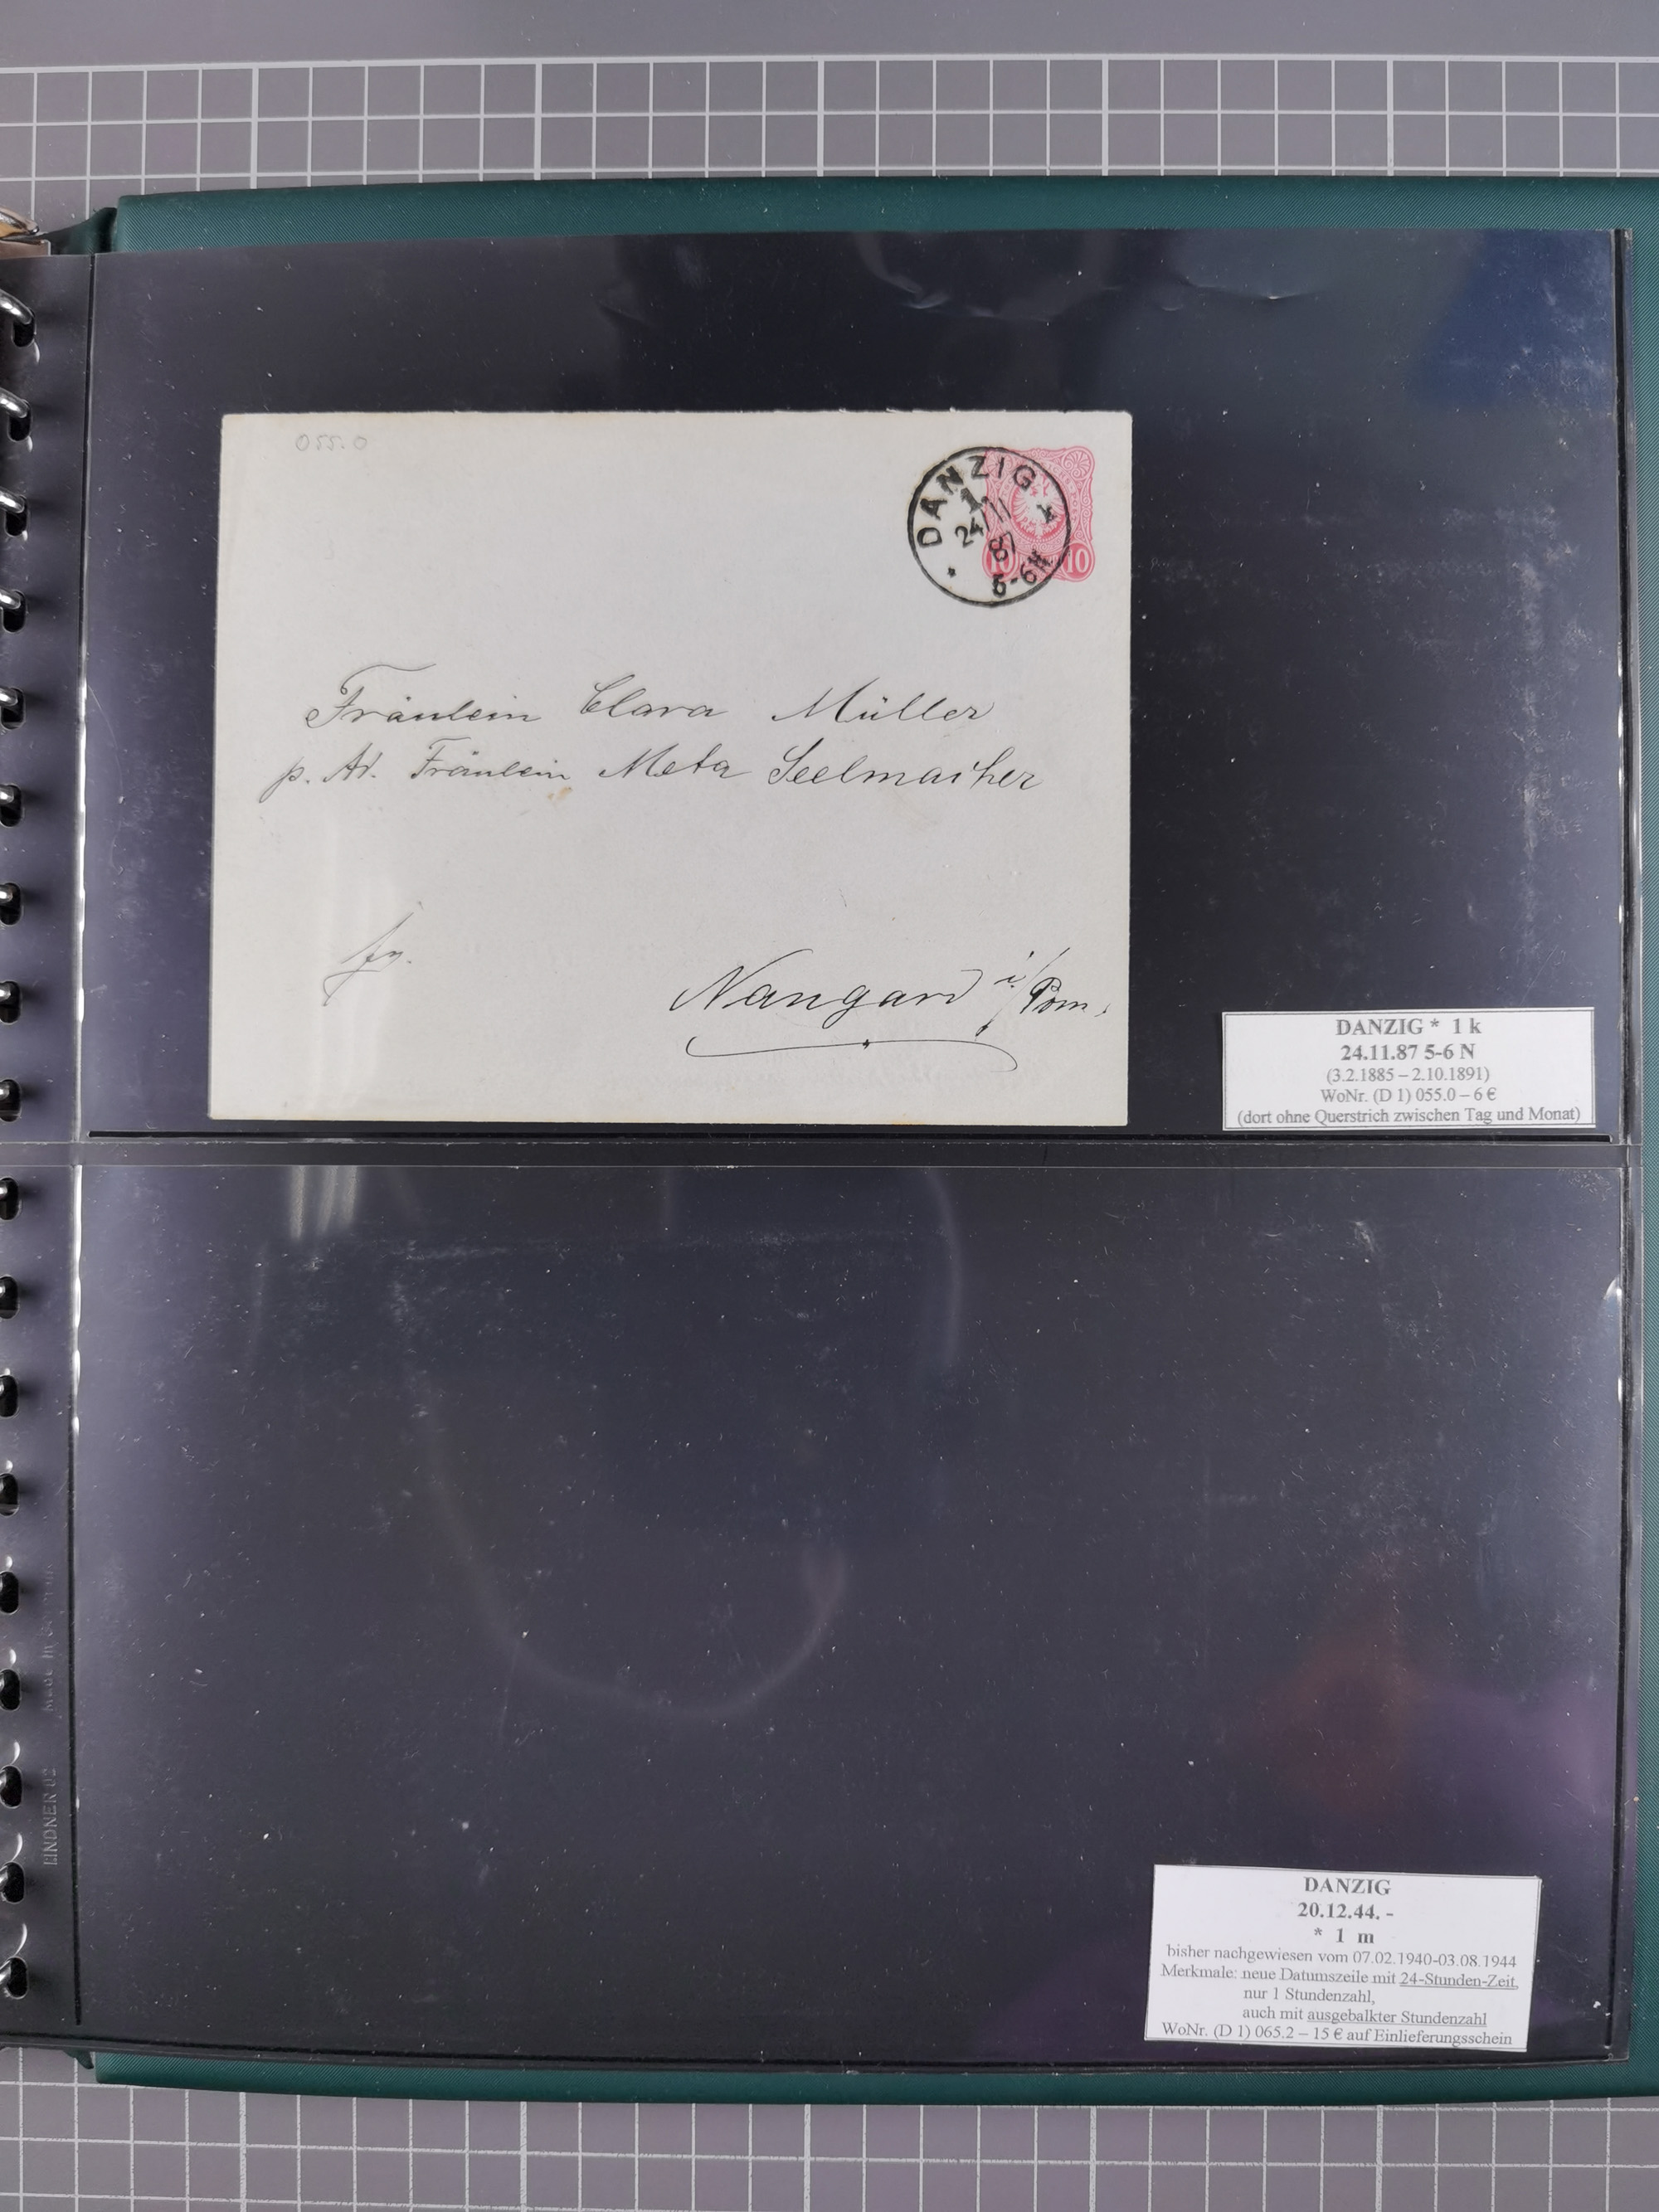 055.0
DANZIG
1. k
24/11
87
5-6 N
*
10 10
Fräulein Clara Müller
p. Ad. Fräulein Meta Seelmacher
Naugard i/Pom.
DANZIG * 1 k
24.11.87 5-6 N
(3.2.1885 – 2.10.1891)
WoNr. (D 1) 055.0 – 6 €
(dort ohne Querstrich zwischen Tag und Monat)
LINDNER 02
DANZIG
20.12.44. -
* 1 m
bisher nachgewiesen vom 07.02.1940-03.08.1944
Merkmale: neue Datumszeile mit 24-Stunden-Zeit,
nur 1 Stundenzahl,
auch mit ausgebalkter Stundenzahl
WoNr. (D 1) 065.2 – 15 € auf Einlieferungsschein